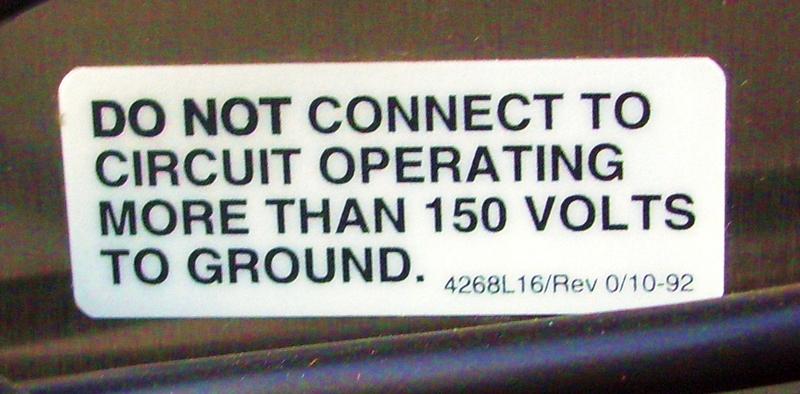 DO NOT CONNECT TO
CIRCUIT OPERATING
MORE THAN 150 VOLTS
TO GROUND.
4268L16/Rev 0/10-92